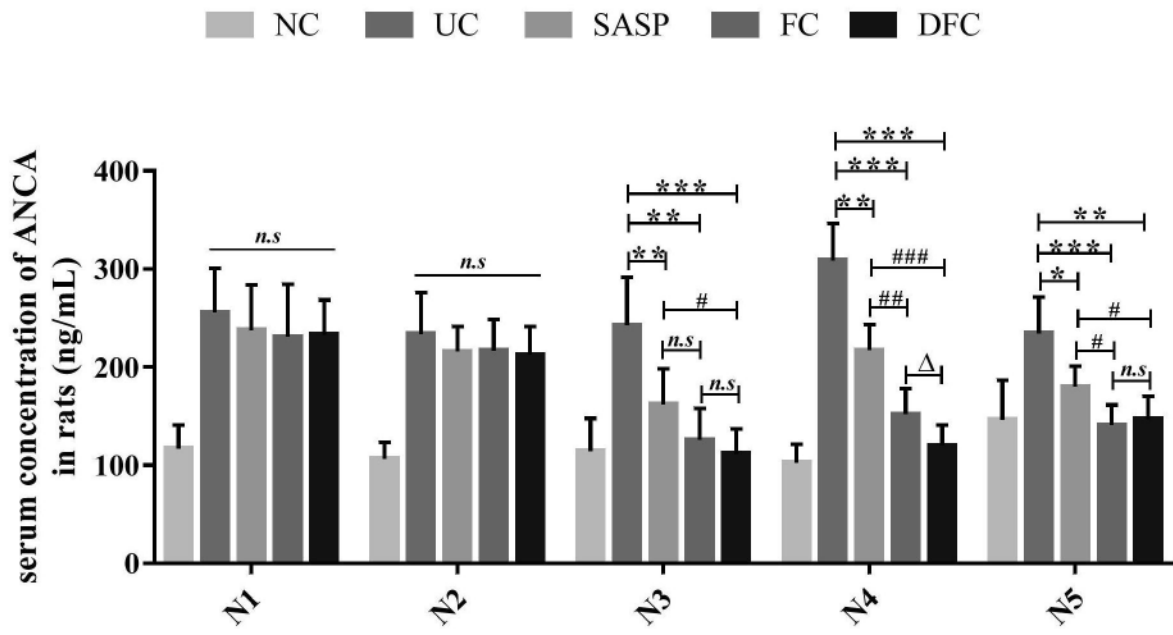 NC UC SASP FC DFC
serum concentration of ANCA
in rats (ng/mL)
400
300
200
100
0
n.s
n.s
***
**
**
#
n.s
n.s
***
***
**
###
##
Δ
**
***
*
#
#
n.s
N1 N2 N3 N4 N5